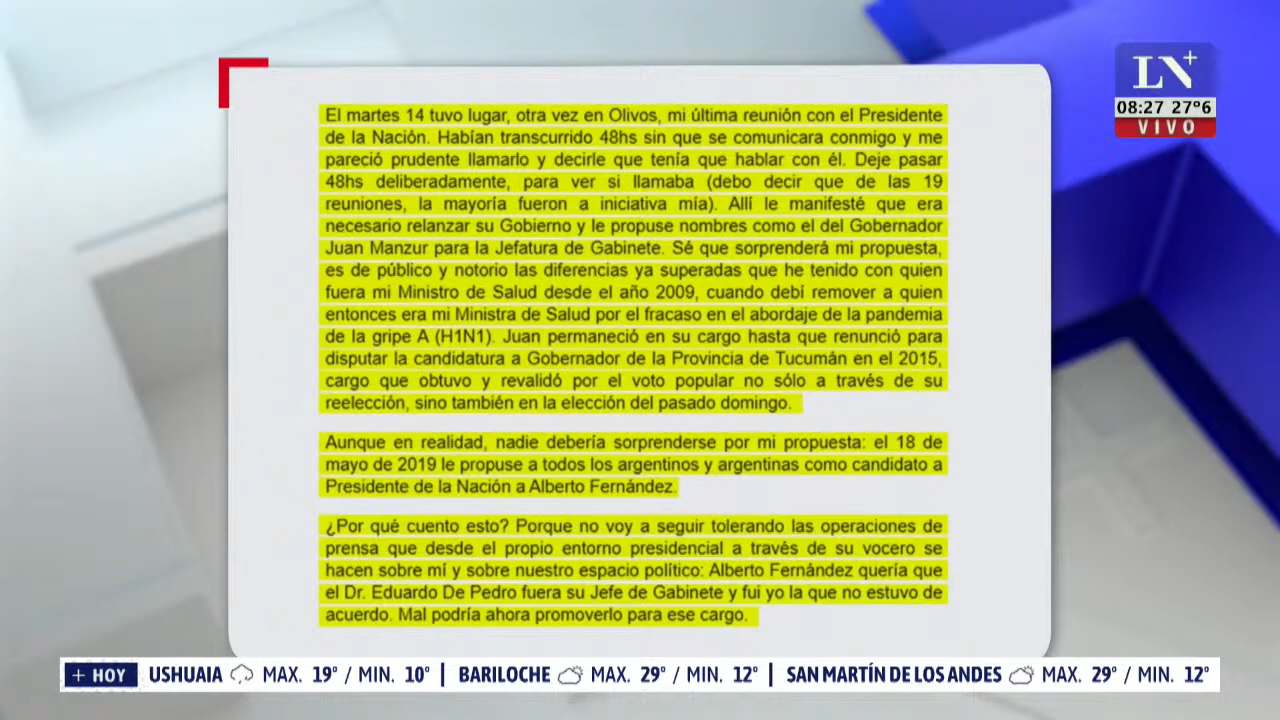 LN+
08:27 27°6
VIVO
El martes 14 tuvo lugar, otra vez en Olivos, mi última reunión con el Presidente
de la Nación. Habían transcurrido 48hs sin que se comunicara conmigo y me
pareció prudente llamarlo y decirle que tenía que hablar con él. Deje pasar
48hs deliberadamente, para ver si llamaba (debo decir que de las 19
reuniones, la mayoría fueron a iniciativa mía). Allí le manifesté que era
necesario relanzar su Gobierno y le propuse nombres como el del Gobernador
Juan Manzur para la Jefatura de Gabinete. Sé que sorprenderá mi propuesta,
es de público y notorio las diferencias ya superadas que he tenido con quien
fuera mi Ministro de Salud desde el año 2009, cuando debí remover a quien
entonces era mi Ministra de Salud por el fracaso en el abordaje de la pandemia
de la gripe A (H1N1). Juan permaneció en su cargo hasta que renunció para
disputar la candidatura a Gobernador de la Provincia de Tucumán en el 2015,
cargo que obtuvo y revalidó por el voto popular no sólo a través de su
reelección, sino también en la elección del pasado domingo.
Aunque en realidad, nadie debería sorprenderse por mi propuesta: el 18 de
mayo de 2019 le propuse a todos los argentinos y argentinas como candidato a
Presidente de la Nación a Alberto Fernández.
¿Por qué cuento esto? Porque no voy a seguir tolerando las operaciones de
prensa que desde el propio entorno presidencial a través de su vocero se
hacen sobre mí y sobre nuestro espacio político: Alberto Fernández quería que
el Dr. Eduardo De Pedro fuera su Jefe de Gabinete y fui yo la que no estuvo de
acuerdo. Mal podría ahora promoverlo para ese cargo.
+ HOY USHUAIA MAX. 19° / MIN. 10° | BARILOCHE MAX. 29° / MIN. 12° | SAN MARTÍN DE LOS ANDES MAX. 29° / MIN. 12°